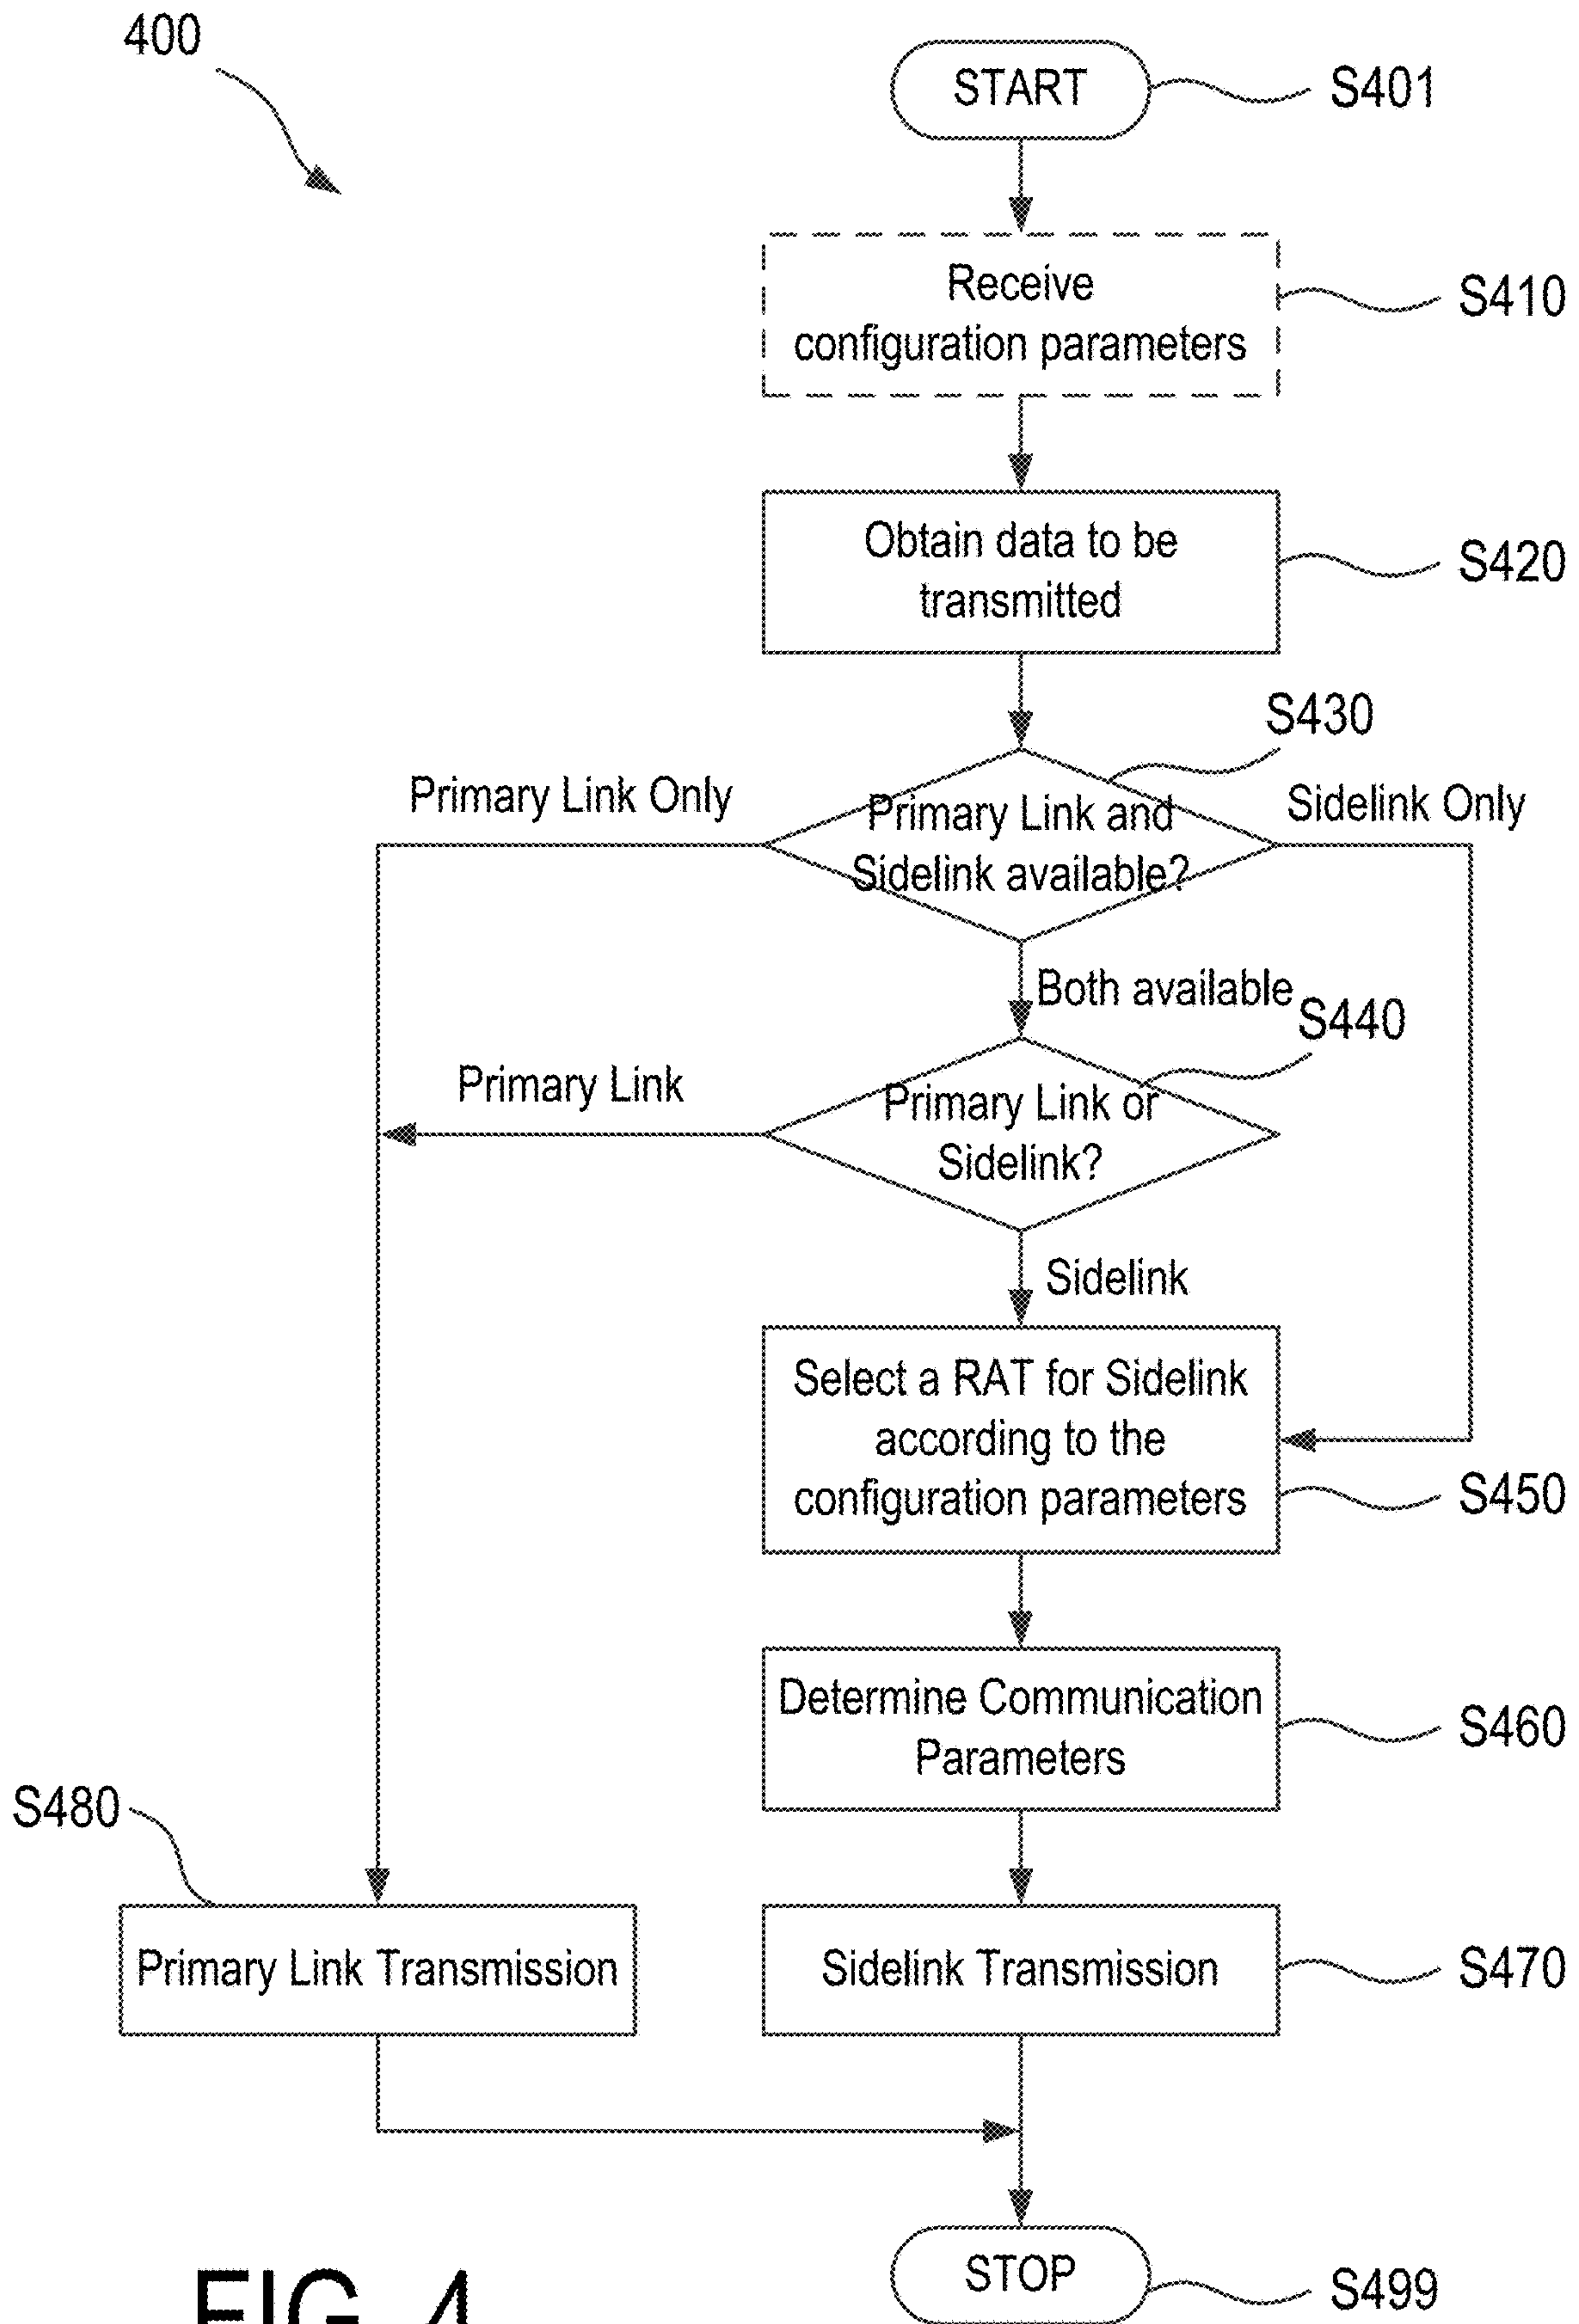 400
START
S401
Receive
configuration parameters
S410
Obtain data to be
transmitted
S420
S430
Primary Link Only
Primary Link and
Sidelink available?
Sidelink Only
Both available
S440
Primary Link
Primary Link or
Sidelink?
Sidelink
Select a RAT for Sidelink
according to the
configuration parameters
S450
Determine Communication
Parameters
S460
S480
Primary Link Transmission
Sidelink Transmission
S470
STOP
S499
FIG. 4